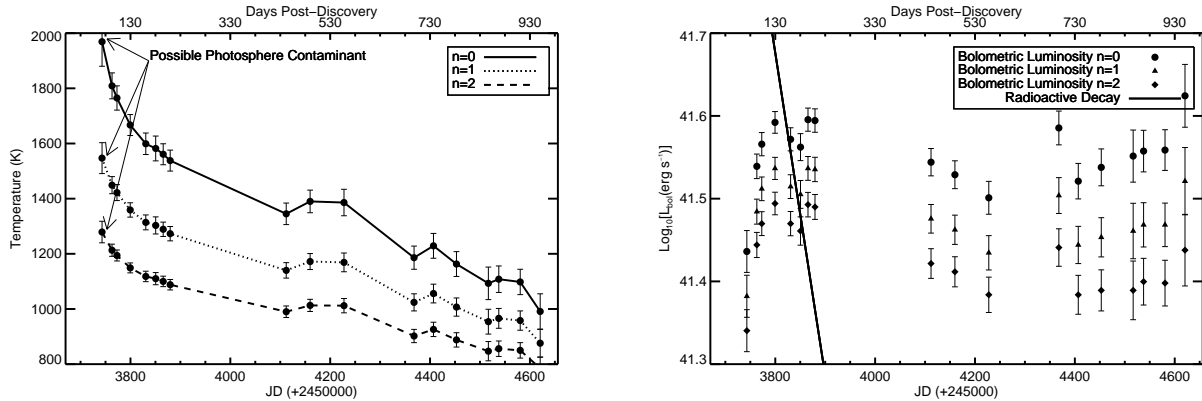 Days Post-Discovery
130 330 530 730 930
2000
1800
1600
1400
1200
1000
800
Temperature (K)
Possible Photosphere Contaminant
n=0
n=1
n=2
3800 4000 4200 4400 4600
JD (+2450000)
Days Post-Discovery
130 330 530 730 930
41.7
41.6
41.5
41.4
41.3
Log10[Lbol(erg s-1)]
Bolometric Luminosity n=0
Bolometric Luminosity n=1
Bolometric Luminosity n=2
Radioactive Decay
3800 4000 4200 4400 4600
JD (+245000)